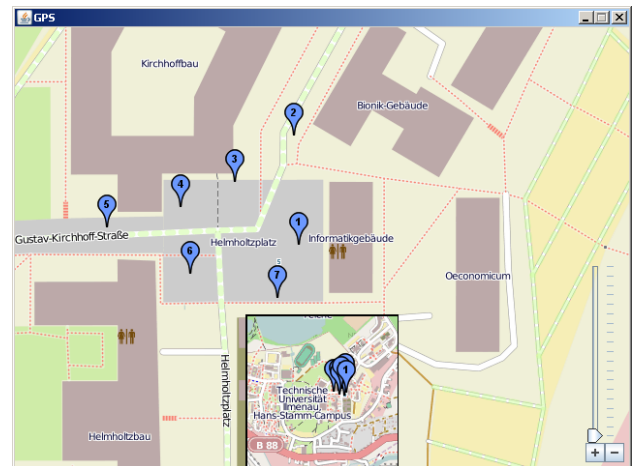 GPS
Kirchhoffbau
Bionik-Gebäude
2
3
4
5
1
Gustav-Kirchhoff-Straße
Helmholtzplatz
Informatikgebäude
6
7
Oeconomicum
Helmholtzplatz
1
Technische
Universität
Ilmenau,
Hans-Stamm-Campus
B 88
Helmholtzbau
+ −